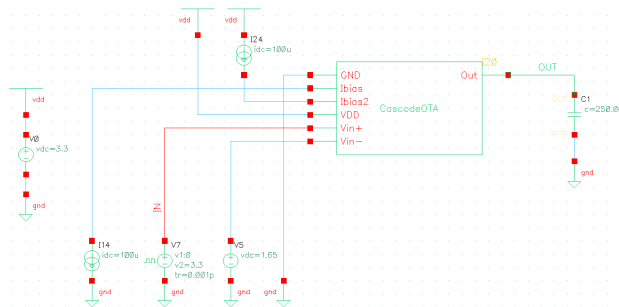 vdd
vdd
I24
idc=100u
GND
Ibias
Ibias2
VDD
Vin+
Vin-
Out
CascodeOTA
I20
OUT
C1
c=250.0
gnd
vdd
V0
vdc=3.3
gnd
IN
I14
idc=100u
gnd
V7
v1:0
v2=3.3
tr=0.001p
gnd
V5
vdc=1.65
gnd